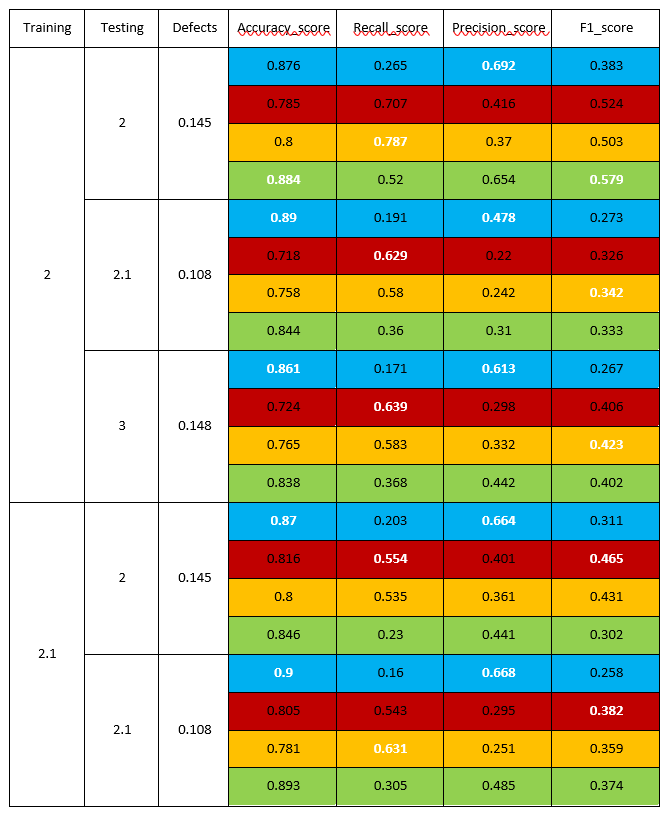 Training Testing Defects Accuracy_score Recall_score Precision_score F1_score
0.876 0.265 0.692 0.383
0.785 0.707 0.416 0.524
2 0.145
0.8 0.787 0.37 0.503
0.884 0.52 0.654 0.579
0.89 0.191 0.478 0.273
0.718 0.629 0.22 0.326
2 2.1 0.108
0.758 0.58 0.242 0.342
0.844 0.36 0.31 0.333
0.861 0.171 0.613 0.267
0.724 0.639 0.298 0.406
3 0.148
0.765 0.583 0.332 0.423
0.838 0.368 0.442 0.402
0.87 0.203 0.664 0.311
0.816 0.554 0.401 0.465
2 0.145
0.8 0.535 0.361 0.431
0.846 0.23 0.441 0.302
2.1
0.9 0.16 0.668 0.258
0.805 0.543 0.295 0.382
2.1 0.108
0.781 0.631 0.251 0.359
0.893 0.305 0.485 0.374